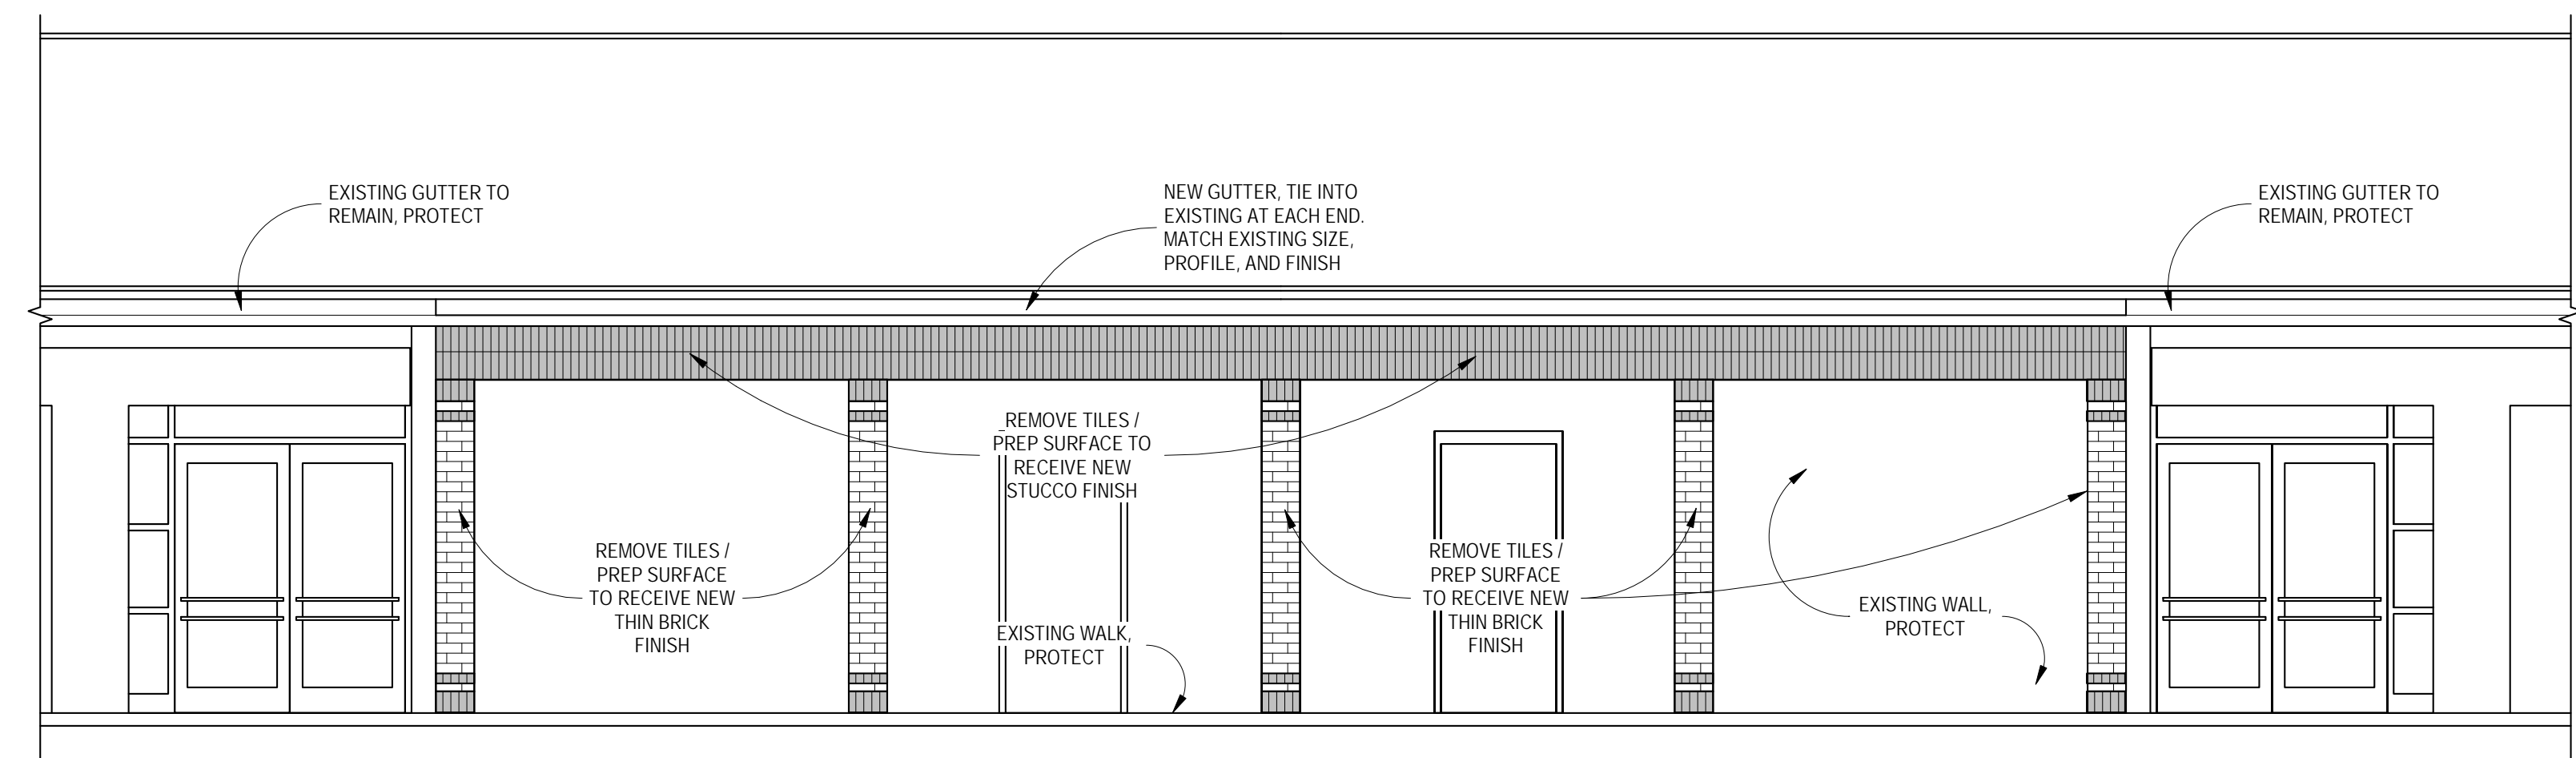 EXISTING GUTTER TO
REMAIN, PROTECT
NEW GUTTER, TIE INTO
EXISTING AT EACH END.
MATCH EXISTING SIZE,
PROFILE, AND FINISH
EXISTING GUTTER TO
REMAIN, PROTECT
REMOVE TILES /
PREP SURFACE TO
RECEIVE NEW
STUCCO FINISH
REMOVE TILES /
PREP SURFACE
TO RECEIVE NEW
THIN BRICK
FINISH
EXISTING WALK,
PROTECT
REMOVE TILES /
PREP SURFACE
TO RECEIVE NEW
THIN BRICK
FINISH
EXISTING WALL,
PROTECT